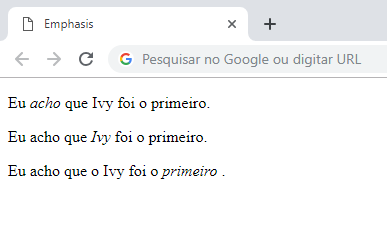 Emphasis
Pesquisar no Google ou digitar URL
Eu acho que Ivy foi o primeiro.
Eu acho que Ivy foi o primeiro.
Eu acho que o Ivy foi o primeiro .